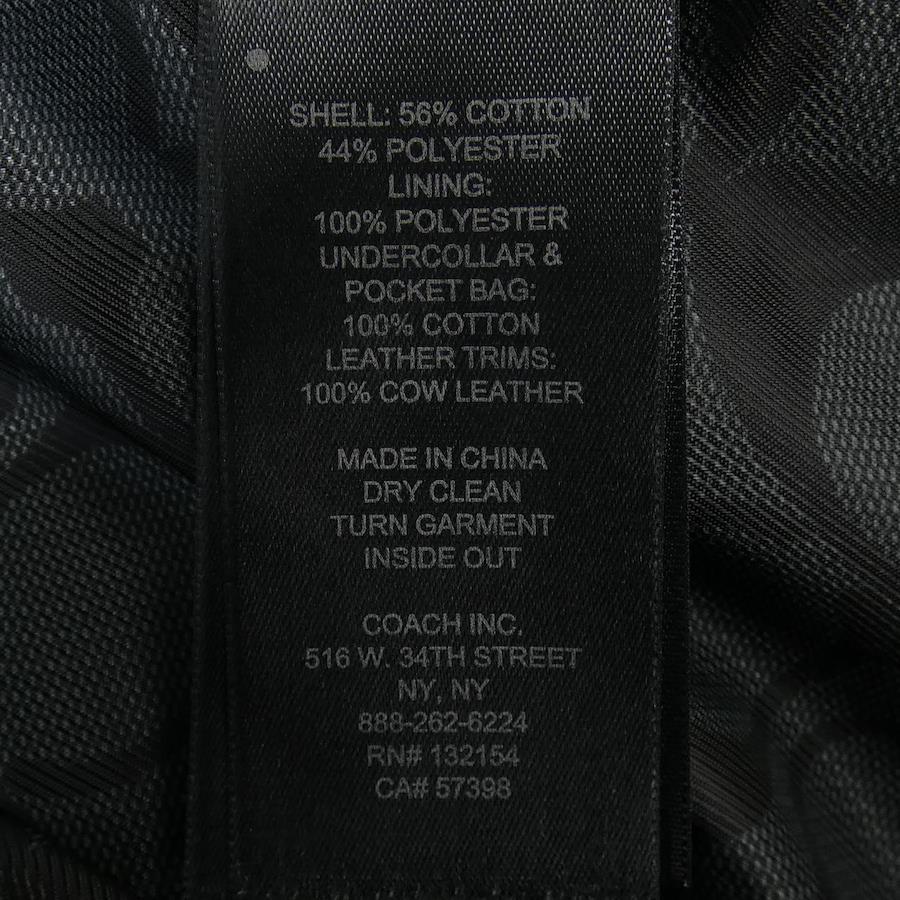 SHELL: 56% COTTON
44% POLYESTER
LINING:
100% POLYESTER
UNDERCOLLAR &
POCKET BAG:
100% COTTON
LEATHER TRIMS:
100% COW LEATHER
MADE IN CHINA
DRY CLEAN
TURN GARMENT
INSIDE OUT
COACH INC.
516 W. 34TH STREET
NY, NY
888-262-6224
RN# 132154
CA# 57398